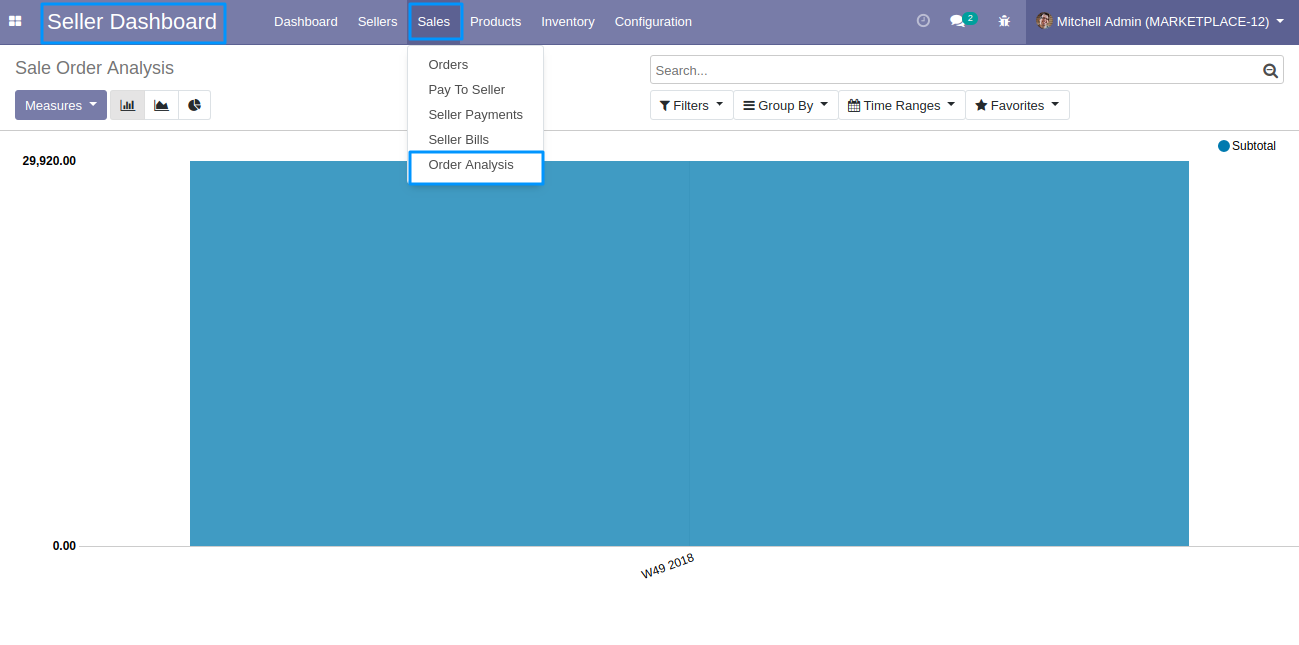 Seller Dashboard Dashboard Sellers Sales Products Inventory Configuration 2 Mitchell Admin (MARKETPLACE-12)
Sale Order Analysis
Search...
Measures
Filters Group By Time Ranges Favorites
Orders
Pay To Seller
Seller Payments
Seller Bills
Order Analysis
Subtotal
29,920.00
0.00
W49 2018